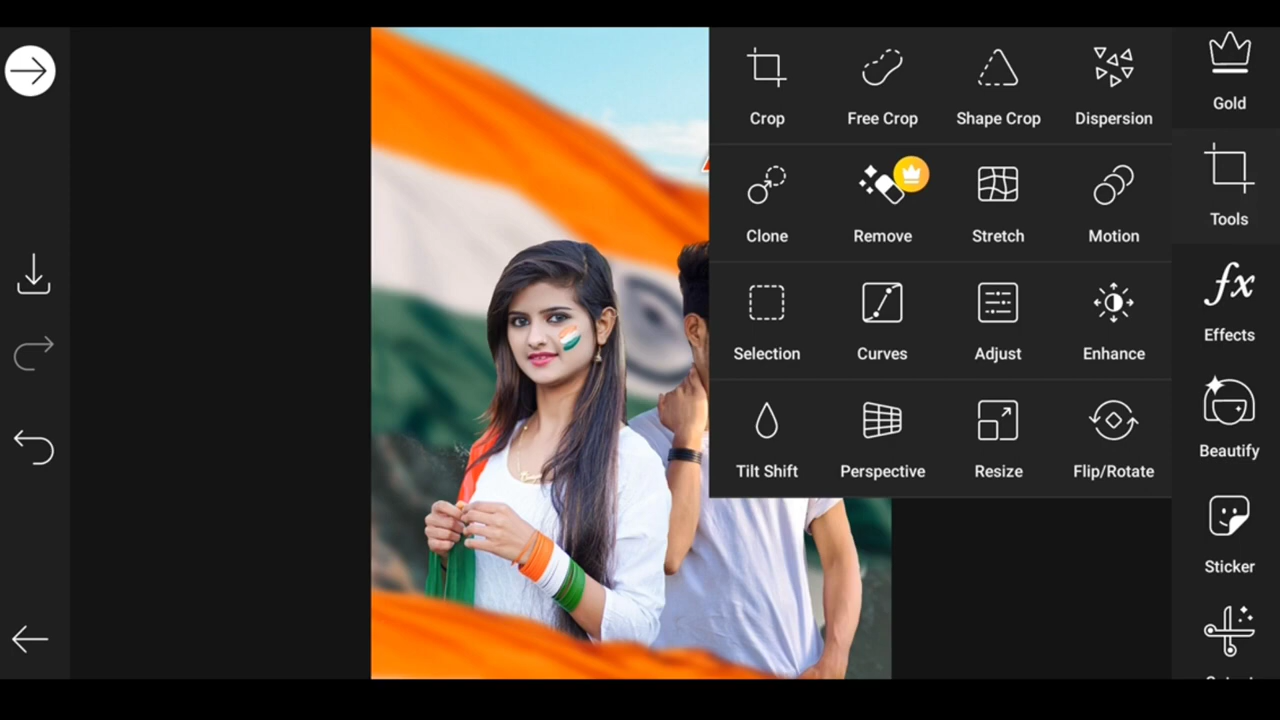 Crop Free Crop Shape Crop Dispersion
Clone Remove Stretch Motion
Selection Curves Adjust Enhance
Tilt Shift Perspective Resize Flip/Rotate
Gold
Tools
fx
Effects
Beautify
Sticker